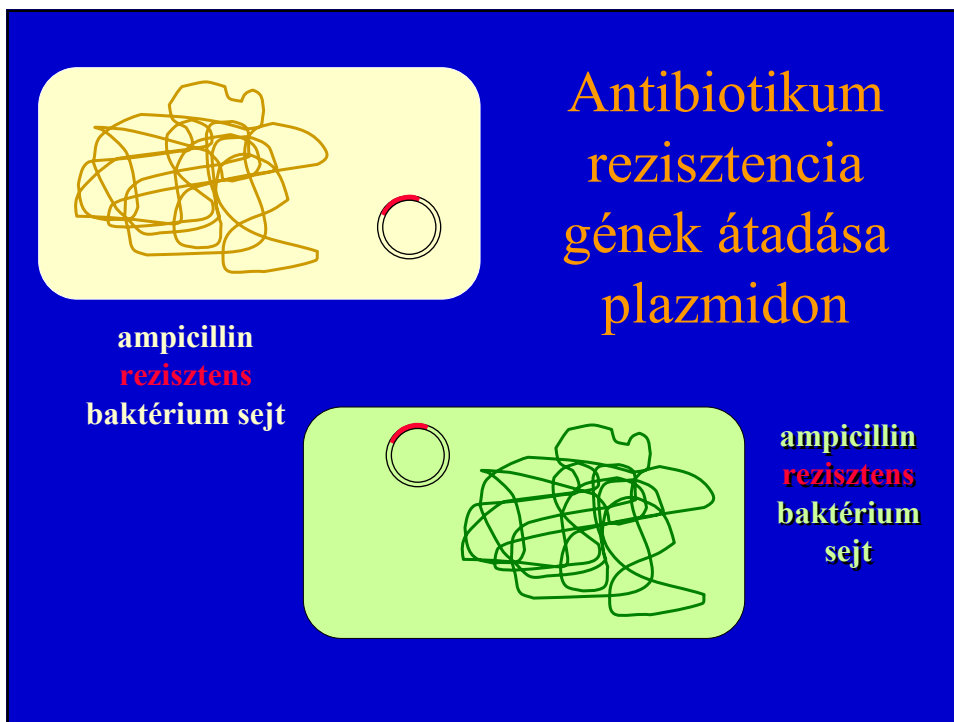 Antibiotikum
rezisztencia
gének átadása
plazmidon
ampicillin
rezisztens
baktérium sejt
ampicillin
rezisztens
baktérium
sejt